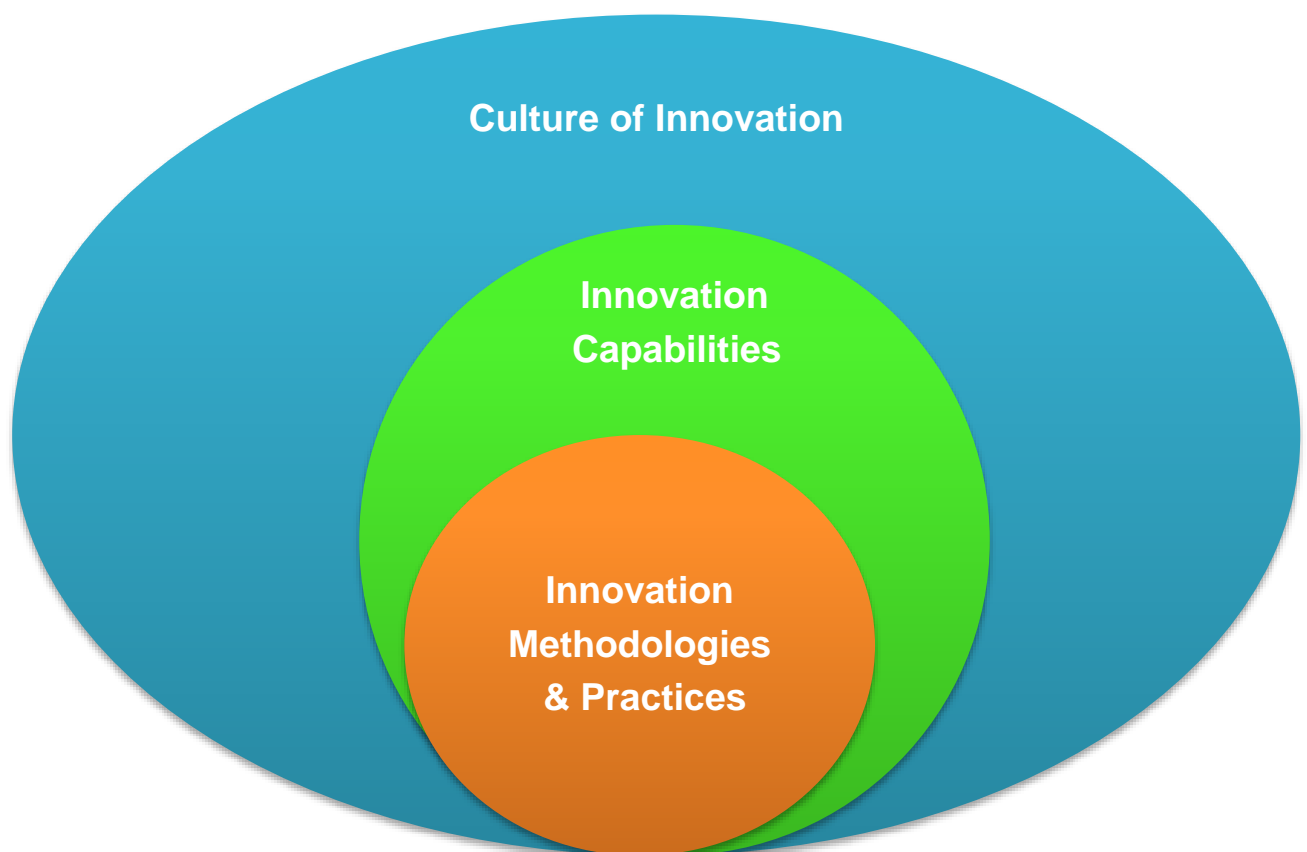 Culture of Innovation
Innovation
Capabilities
Innovation
Methodologies
& Practices